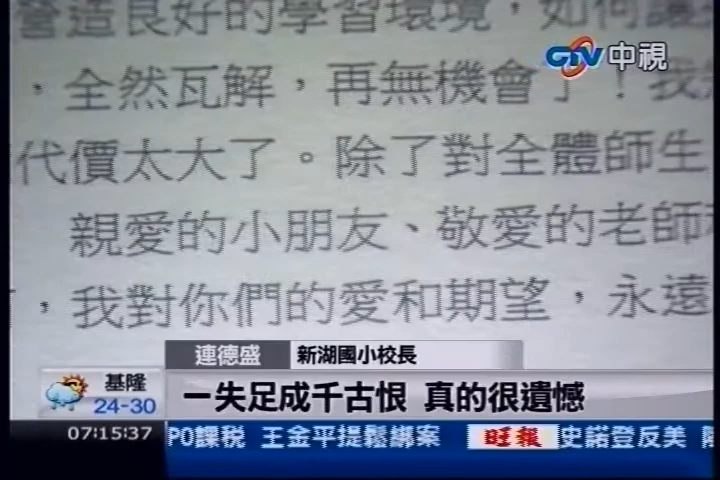 營造良好的學習環境，如何讓
CTV中視
，全然瓦解，再無機會了！我
代價太大了。除了對全體師生
親愛的小朋友、敬愛的老師
，我對你們的愛和期望，永遠
連德盛 新湖國小校長
基隆
24-30
一失足成千古恨 真的很遺憾
07:15:37
PO課稅 王金平提鬆綁案 旺報 史諾登反美